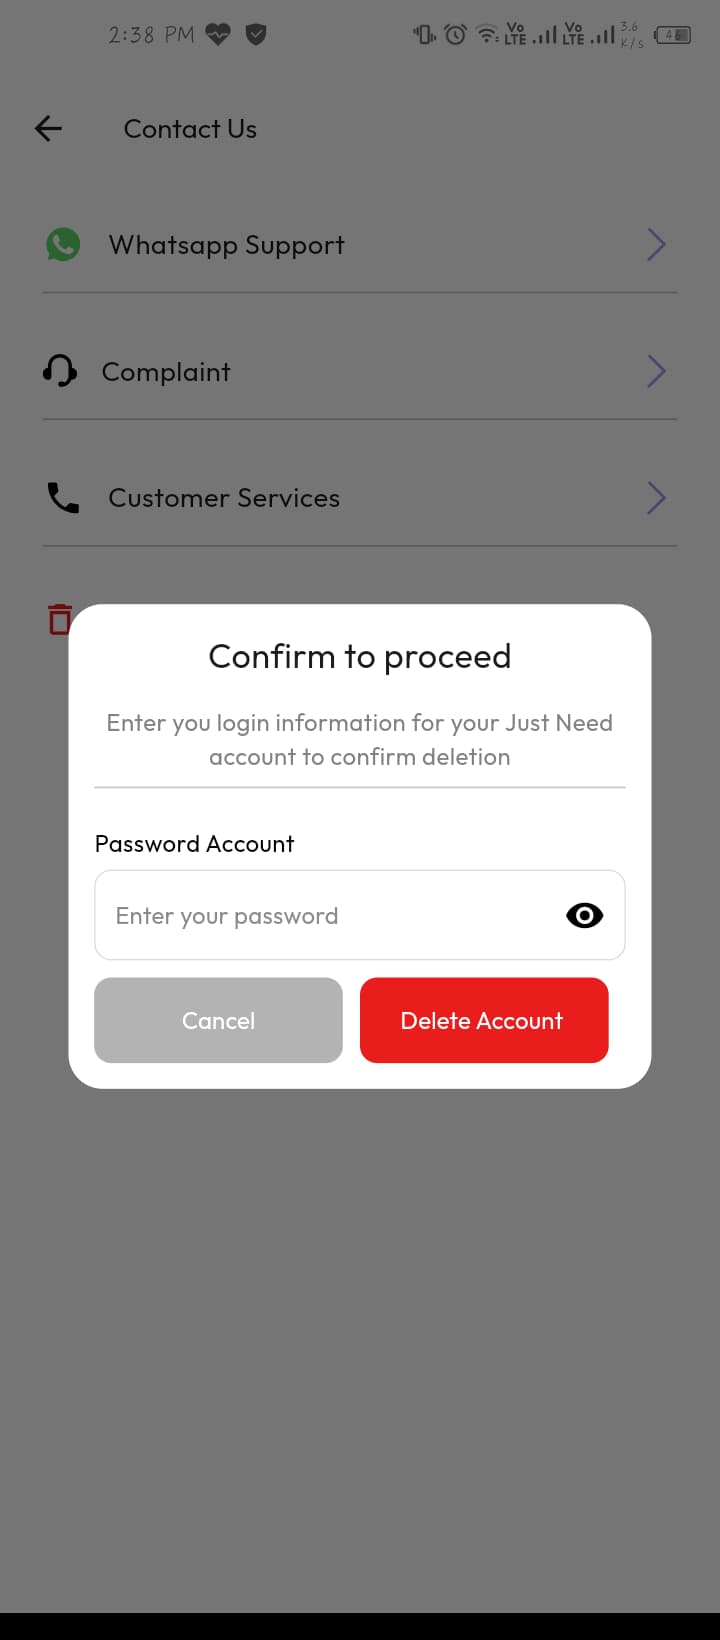 2:38 PM
Vo LTE Vo LTE 3.6 K/s
Contact Us
Whatsapp Support
Complaint
Customer Services
Confirm to proceed
Enter you login information for your Just Need
account to confirm deletion
Password Account
Enter your password
Cancel Delete Account